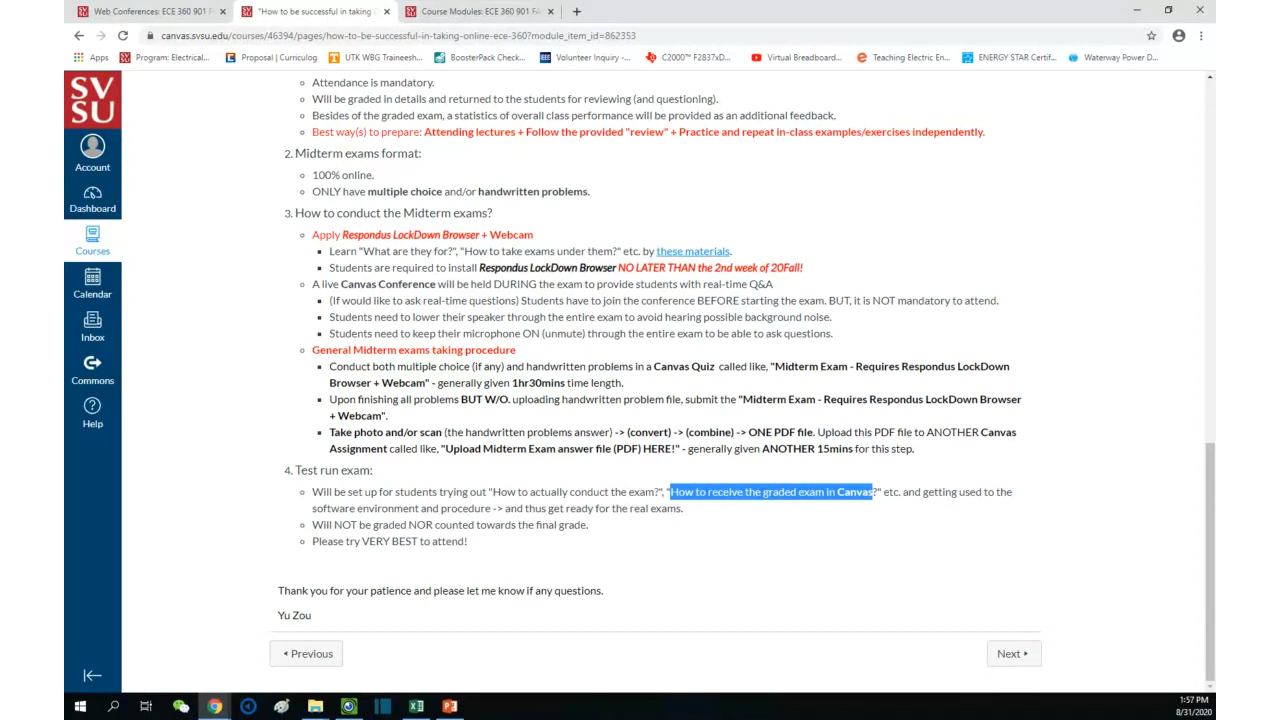 Web Conferences: ECE 360 901 F
"How to be successful in taking O
Course Modules: ECE 360 901 FA
canvas.svsu.edu/courses/46394/pages/how-to-be-successful-in-taking-online-ece-360?module_item_id=862353
Apps
Program: Electrical...
Proposal | Curriculog
UTK WBG Traineesh...
BoosterPack Check...
Volunteer Inquiry -...
C2000™ F2837xD...
Virtual Breadboard...
Teaching Electric En...
ENERGY STAR Certif...
Waterway Power D...
SV
SU
Account
Dashboard
Courses
Calendar
Inbox
Commons
Help
Attendance is mandatory.
Will be graded in details and returned to the students for reviewing (and questioning).
Besides of the graded exam, a statistics of overall class performance will be provided as an additional feedback.
Best way(s) to prepare: Attending lectures + Follow the provided "review" + Practice and repeat in-class examples/exercises independently.
2. Midterm exams format:
100% online.
ONLY have multiple choice and/or handwritten problems.
3. How to conduct the Midterm exams?
Apply Respondus LockDown Browser + Webcam
Learn "What are they for?", "How to take exams under them?" etc. by these materials.
Students are required to install Respondus LockDown Browser NO LATER THAN the 2nd week of 20Fall!
A live Canvas Conference will be held DURING the exam to provide students with real-time Q&A
(If would like to ask real-time questions) Students have to join the conference BEFORE starting the exam. BUT, it is NOT mandatory to attend.
Students need to lower their speaker through the entire exam to avoid hearing possible background noise.
Students need to keep their microphone ON (unmute) through the entire exam to be able to ask questions.
General Midterm exams taking procedure
Conduct both multiple choice (if any) and handwritten problems in a Canvas Quiz called like, "Midterm Exam - Requires Respondus LockDown
Browser + Webcam" - generally given 1hr30mins time length.
Upon finishing all problems BUT W/O. uploading handwritten problem file, submit the "Midterm Exam - Requires Respondus LockDown Browser
+ Webcam".
Take photo and/or scan (the handwritten problems answer) -> (convert) -> (combine) -> ONE PDF file. Upload this PDF file to ANOTHER Canvas
Assignment called like, "Upload Midterm Exam answer file (PDF) HERE!" - generally given ANOTHER 15mins for this step.
4. Test run exam:
Will be set up for students trying out "How to actually conduct the exam?", "How to receive the graded exam in Canvas?" etc. and getting used to the
software environment and procedure -> and thus get ready for the real exams.
Will NOT be graded NOR counted towards the final grade.
Please try VERY BEST to attend!
Thank you for your patience and please let me know if any questions.
Yu Zou
Previous
Next
1:57 PM
8/31/2020